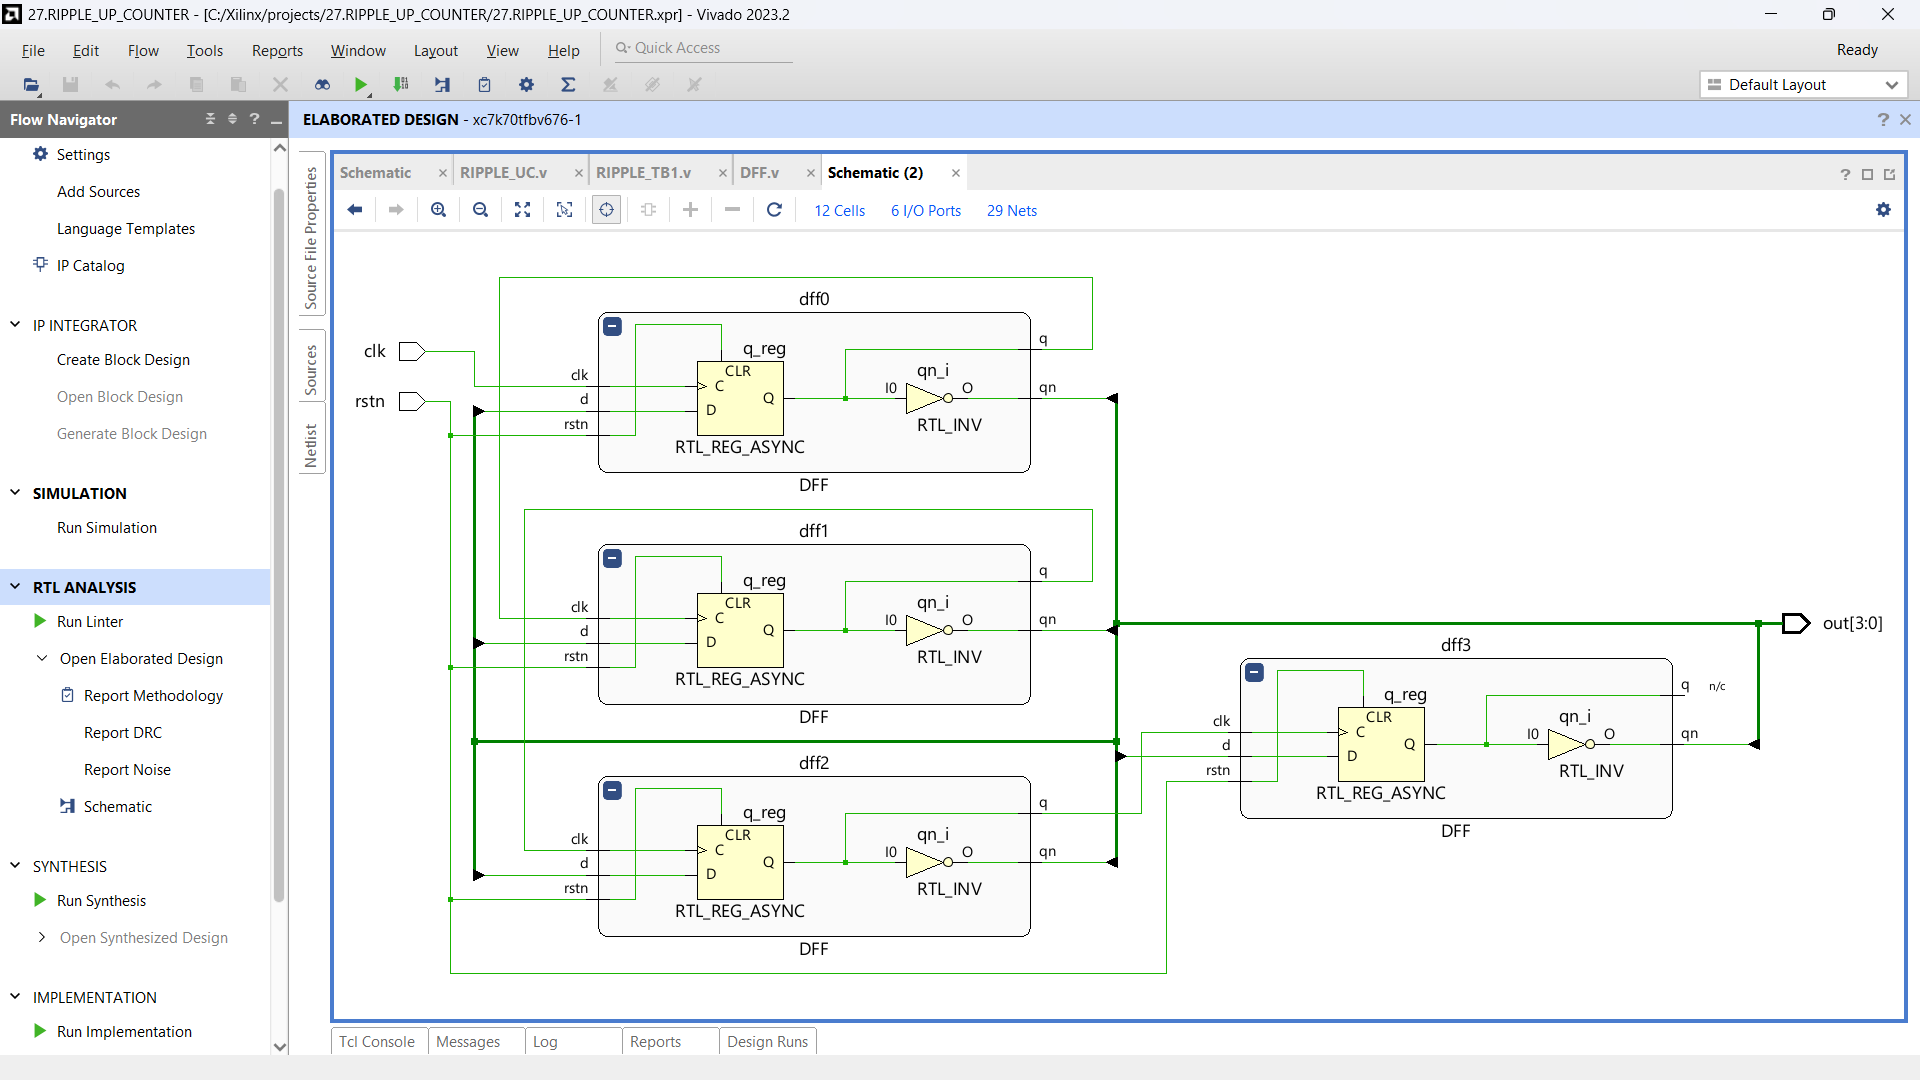 27.RIPPLE_UP_COUNTER - [C:/Xilinx/projects/27.RIPPLE_UP_COUNTER/27.RIPPLE_UP_COUNTER.xpr] - Vivado 2023.2
File Edit Flow Tools Reports Window Layout View Help Quick Access Ready
Default Layout
Flow Navigator
ELABORATED DESIGN - xc7k70tfbv676-1
Settings
Add Sources
Language Templates
IP Catalog
IP INTEGRATOR
Create Block Design
Open Block Design
Generate Block Design
SIMULATION
Run Simulation
RTL ANALYSIS
Run Linter
Open Elaborated Design
Report Methodology
Report DRC
Report Noise
Schematic
SYNTHESIS
Run Synthesis
Open Synthesized Design
IMPLEMENTATION
Run Implementation
Source File Properties
Sources
Netlist
Schematic RIPPLE_UC.v RIPPLE_TB1.v DFF.v Schematic (2)
12 Cells 6 I/O Ports 29 Nets
clk
rstn
dff0
q_reg
CLR
C
D
Q
RTL_REG_ASYNC
clk
d
rstn
qn_i
I0
O
RTL_INV
q
qn
DFF
dff1
q_reg
CLR
C
D
Q
RTL_REG_ASYNC
clk
d
rstn
qn_i
I0
O
RTL_INV
q
qn
DFF
dff2
q_reg
CLR
C
D
Q
RTL_REG_ASYNC
clk
d
rstn
qn_i
I0
O
RTL_INV
q
qn
DFF
dff3
q_reg
CLR
C
D
Q
RTL_REG_ASYNC
clk
d
rstn
qn_i
I0
O
RTL_INV
q
n/c
qn
DFF
out[3:0]
Tcl Console Messages Log Reports Design Runs